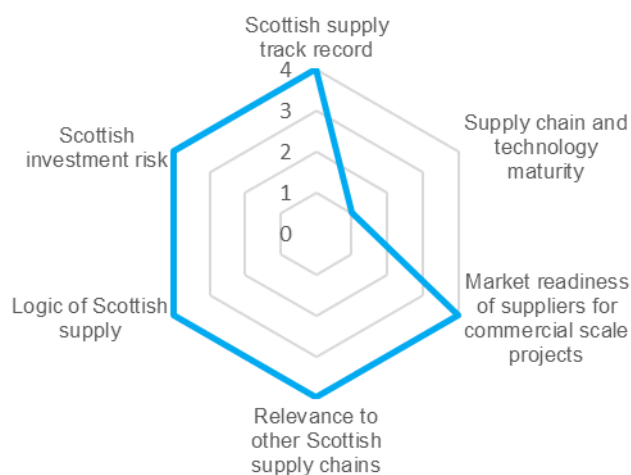 Scottish supply
track record
4
3
2
1
0
Supply chain and
technology
maturity
Market readiness
of suppliers for
commercial scale
projects
Relevance to
other Scottish
supply chains
Logic of Scottish
supply
Scottish
investment risk